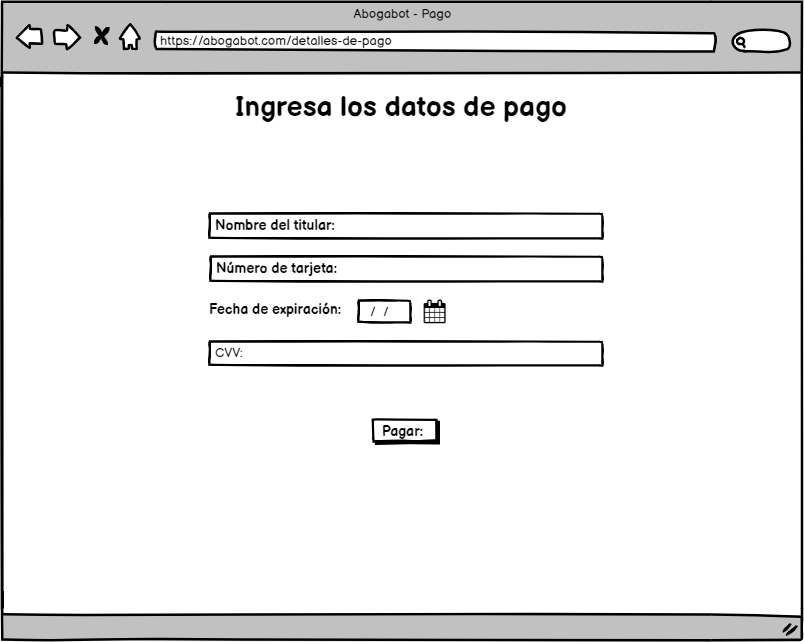 Abogabot - Pago
https://abogabot.com/detalles-de-pago
Ingresa los datos de pago
Nombre del titular:
Número de tarjeta:
Fecha de expiración: / /
CVV:
Pagar: